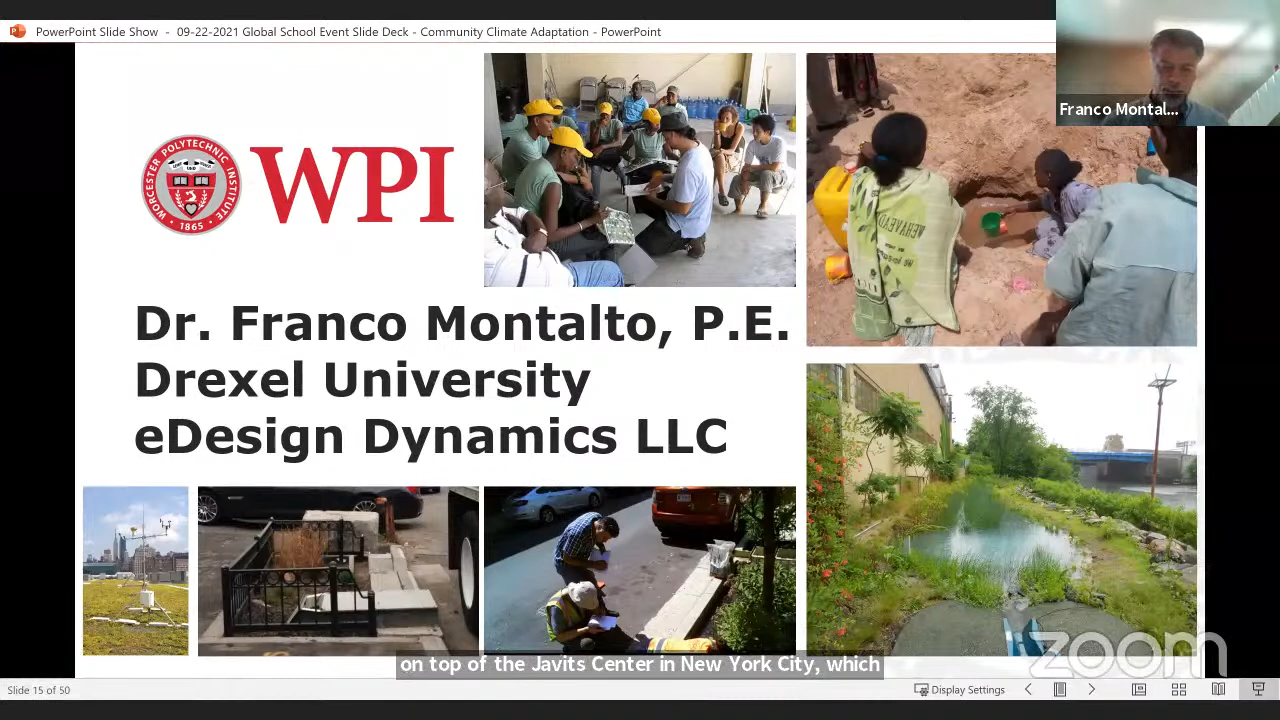 PowerPoint Slide Show - 09-22-2021 Global School Event Slide Deck - Community Climate Adaptation - PowerPoint
Franco Montal...
WORCESTER POLYTECHNIC INSTITUTE
1865
WPI
Dr. Franco Montalto, P.E.
Drexel University
eDesign Dynamics LLC
on top of the Javits Center in New York City, which
zoom
Slide 15 of 50
Display Settings